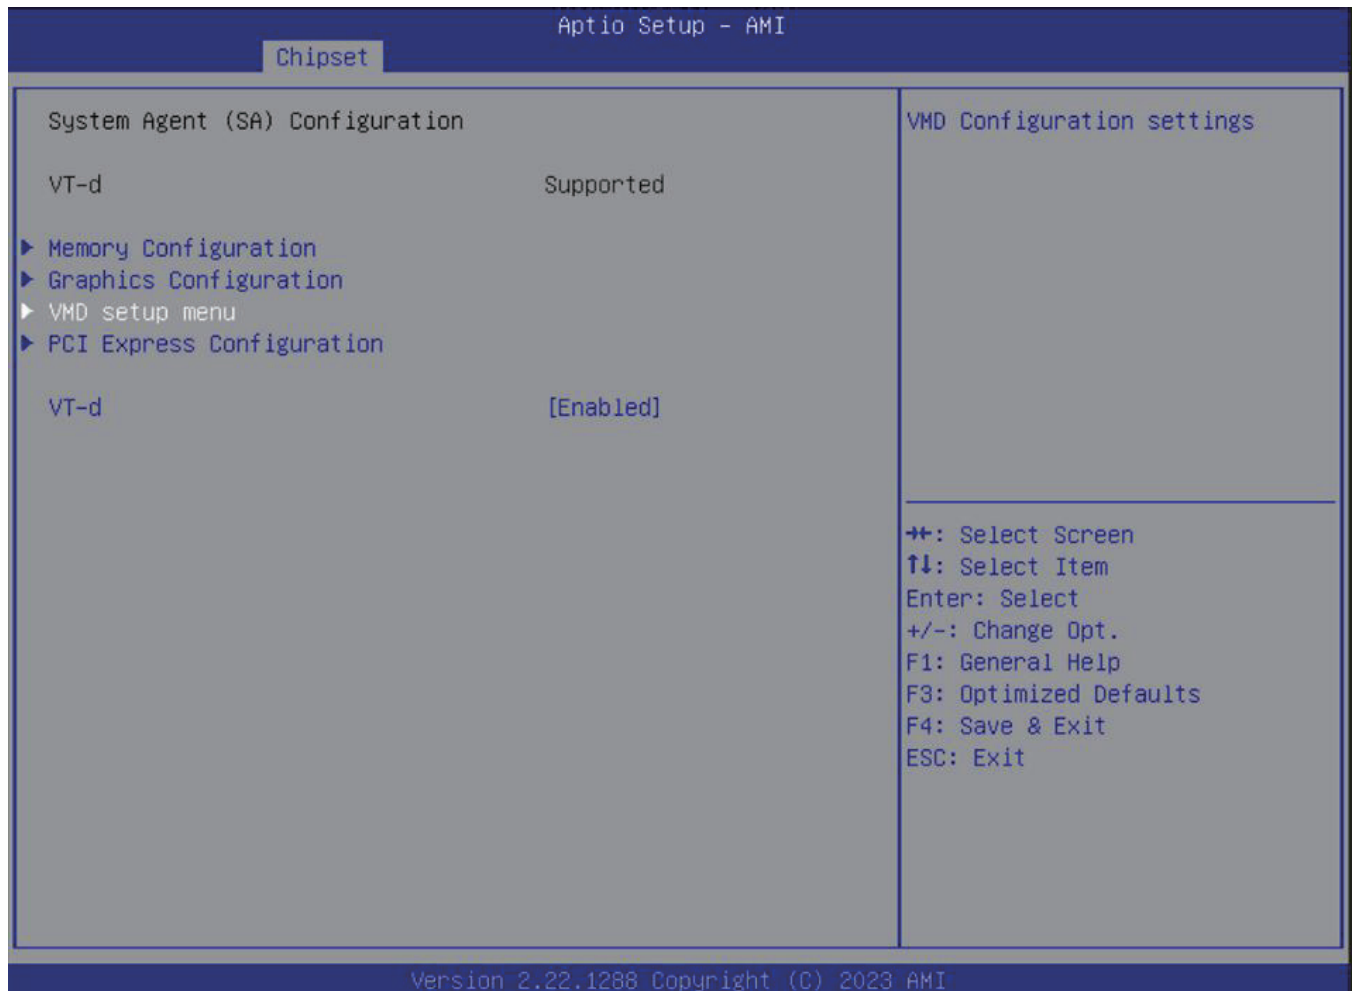 Aptio Setup – AMI
Chipset
System Agent (SA) Configuration
VT-d Supported
▶ Memory Configuration
▶ Graphics Configuration
▶ VMD setup menu
▶ PCI Express Configuration
VT-d [Enabled]
VMD Configuration settings
→←: Select Screen
↑↓: Select Item
Enter: Select
+/-: Change Opt.
F1: General Help
F3: Optimized Defaults
F4: Save & Exit
ESC: Exit
Version 2.22.1288 Copyright (C) 2023 AMI